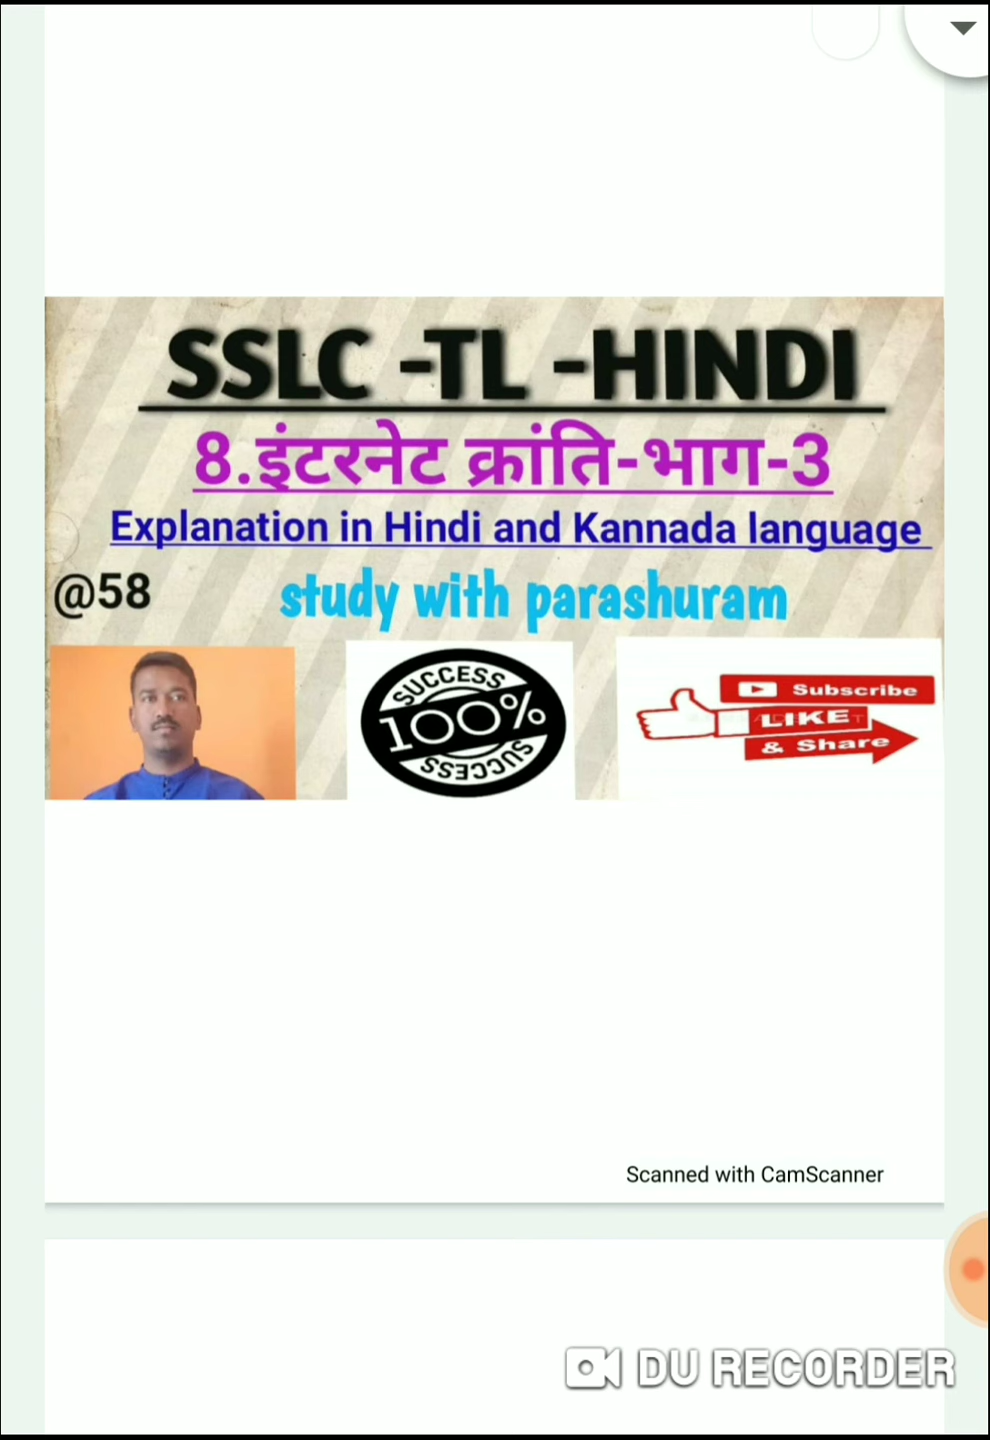 SSLC -TL -HINDI
8.इंटरनेट क्रांति-भाग-3
Explanation in Hindi and Kannada language
@58
study with parashuram
SUCCESS
100%
SUCCESS
Subscribe
LIKE
& Share
Scanned with CamScanner
DU RECORDER